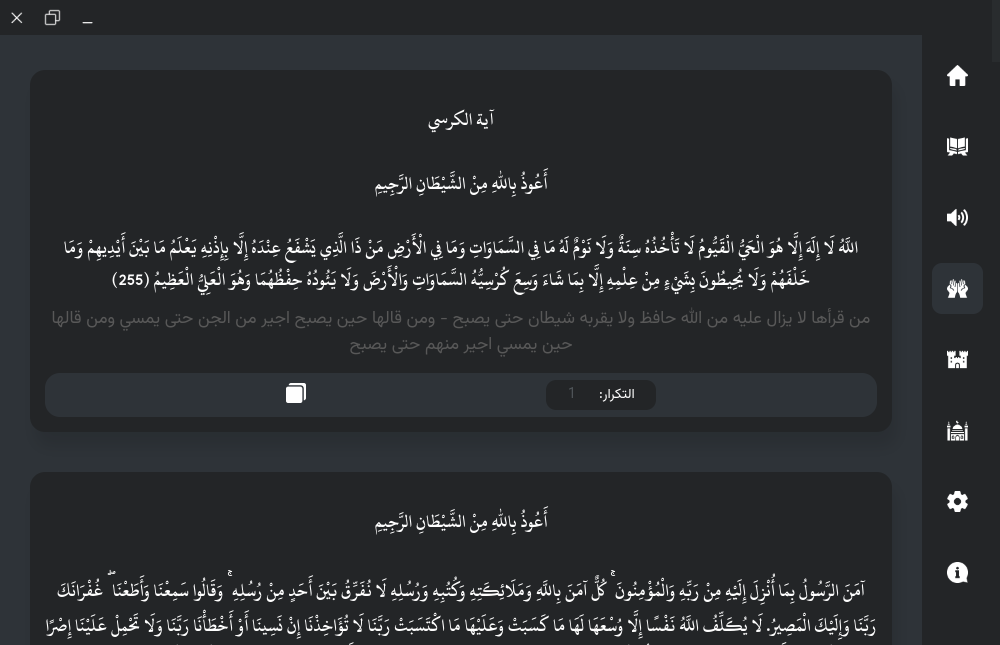 آية الكرسي
أَعُوذُ بِاللهِ مِنْ الشَّيْطَانِ الرَّجِيمِ
اللَّهُ لَا إِلَهَ إِلَّا هُوَ الْحَيُّ الْقَيُّومُ لَا تَأْخُذُهُ سِنَةٌ وَلَا نَوْمٌ لَهُ مَا فِي السَّمَاوَاتِ وَمَا فِي الْأَرْضِ مَنْ ذَا الَّذِي يَشْفَعُ عِنْدَهُ إِلَّا بِإِذْنِهِ يَعْلَمُ مَا بَيْنَ أَيْدِيهِمْ وَمَا
خَلْفَهُمْ وَلَا يُحِيطُونَ بِشَيْءٍ مِنْ عِلْمِهِ إِلَّا بِمَا شَاءَ وَسِعَ كُرْسِيُّهُ السَّمَاوَاتِ وَالْأَرْضَ وَلَا يَئُودُهُ حِفْظُهُمَا وَهُوَ الْعَلِيُّ الْعَظِيمُ (255)
من قرأها لا يزال عليه من الله حافظ ولا يقربه شيطان حتى يصبح - ومن قالها حين يصبح اجير من الجن حتى يمسي ومن قالها
حين يمسي اجير منهم حتى يصبح
التكرار: 1
أَعُوذُ بِاللهِ مِنْ الشَّيْطَانِ الرَّجِيمِ
آمَنَ الرَّسُولُ بِمَا أُنْزِلَ إِلَيْهِ مِنْ رَبِّهِ وَالْمُؤْمِنُونَ ۚ كُلٌّ آمَنَ بِاللَّهِ وَمَلَائِكَتِهِ وَكُتُبِهِ وَرُسُلِهِ لَا نُفَرِّقُ بَيْنَ أَحَدٍ مِنْ رُسُلِهِ ۚ وَقَالُوا سَمِعْنَا وَأَطَعْنَا ۖ غُفْرَانَكَ
رَبَّنَا وَإِلَيْكَ الْمَصِيرُ. لَا يُكَلِّفُ اللَّهُ نَفْسًا إِلَّا وُسْعَهَا لَهَا مَا كَسَبَتْ وَعَلَيْهَا مَا اكْتَسَبَتْ رَبَّنَا لَا تُؤَاخِذْنَا إِنْ نَسِينَا أَوْ أَخْطَأْنَا رَبَّنَا وَلَا تَحْمِلْ عَلَيْنَا إِصْرًا